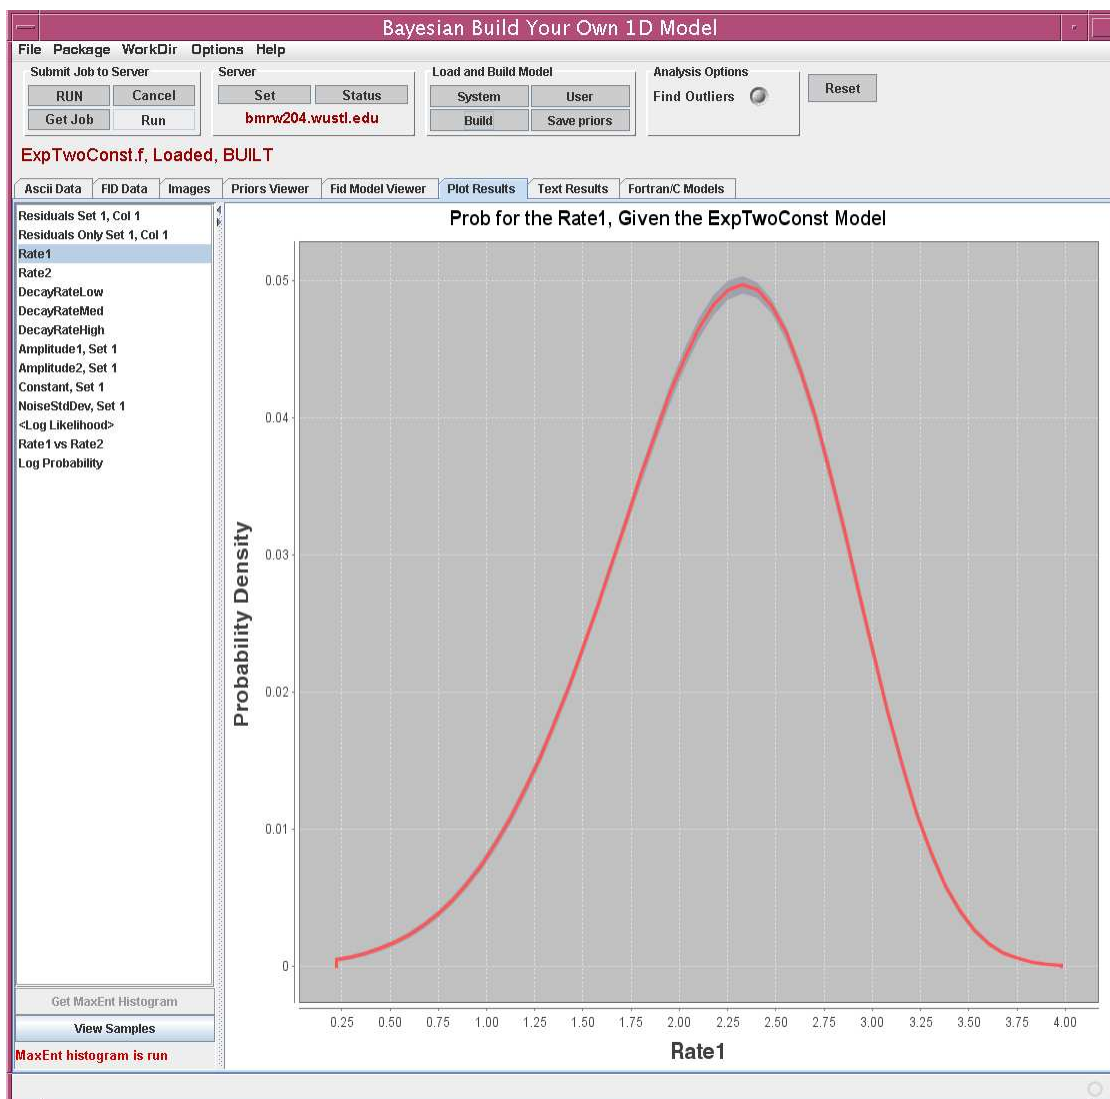 Bayesian Build Your Own 1D Model
File Package WorkDir Options Help
Submit Job to Server Server Load and Build Model Analysis Options
RUN Cancel Set Status System User Find Outliers Reset
Get Job Run bmrw204.wustl.edu Build Save priors
ExpTwoConst.f, Loaded, BUILT
Ascii Data FID Data Images Priors Viewer Fid Model Viewer Plot Results Text Results Fortran/C Models
Residuals Set 1, Col 1
Residuals Only Set 1, Col 1
Rate1
Rate2
DecayRateLow
DecayRateMed
DecayRateHigh
Amplitude1, Set 1
Amplitude2, Set 1
Constant, Set 1
NoiseStdDev, Set 1
<Log Likelihood>
Rate1 vs Rate2
Log Probability
Get MaxEnt Histogram
View Samples
MaxEnt histogram is run
Prob for the Rate1, Given the ExpTwoConst Model
Probability Density
0.05
0.04
0.03
0.02
0.01
0
0.25 0.50 0.75 1.00 1.25 1.50 1.75 2.00 2.25 2.50 2.75 3.00 3.25 3.50 3.75 4.00
Rate1